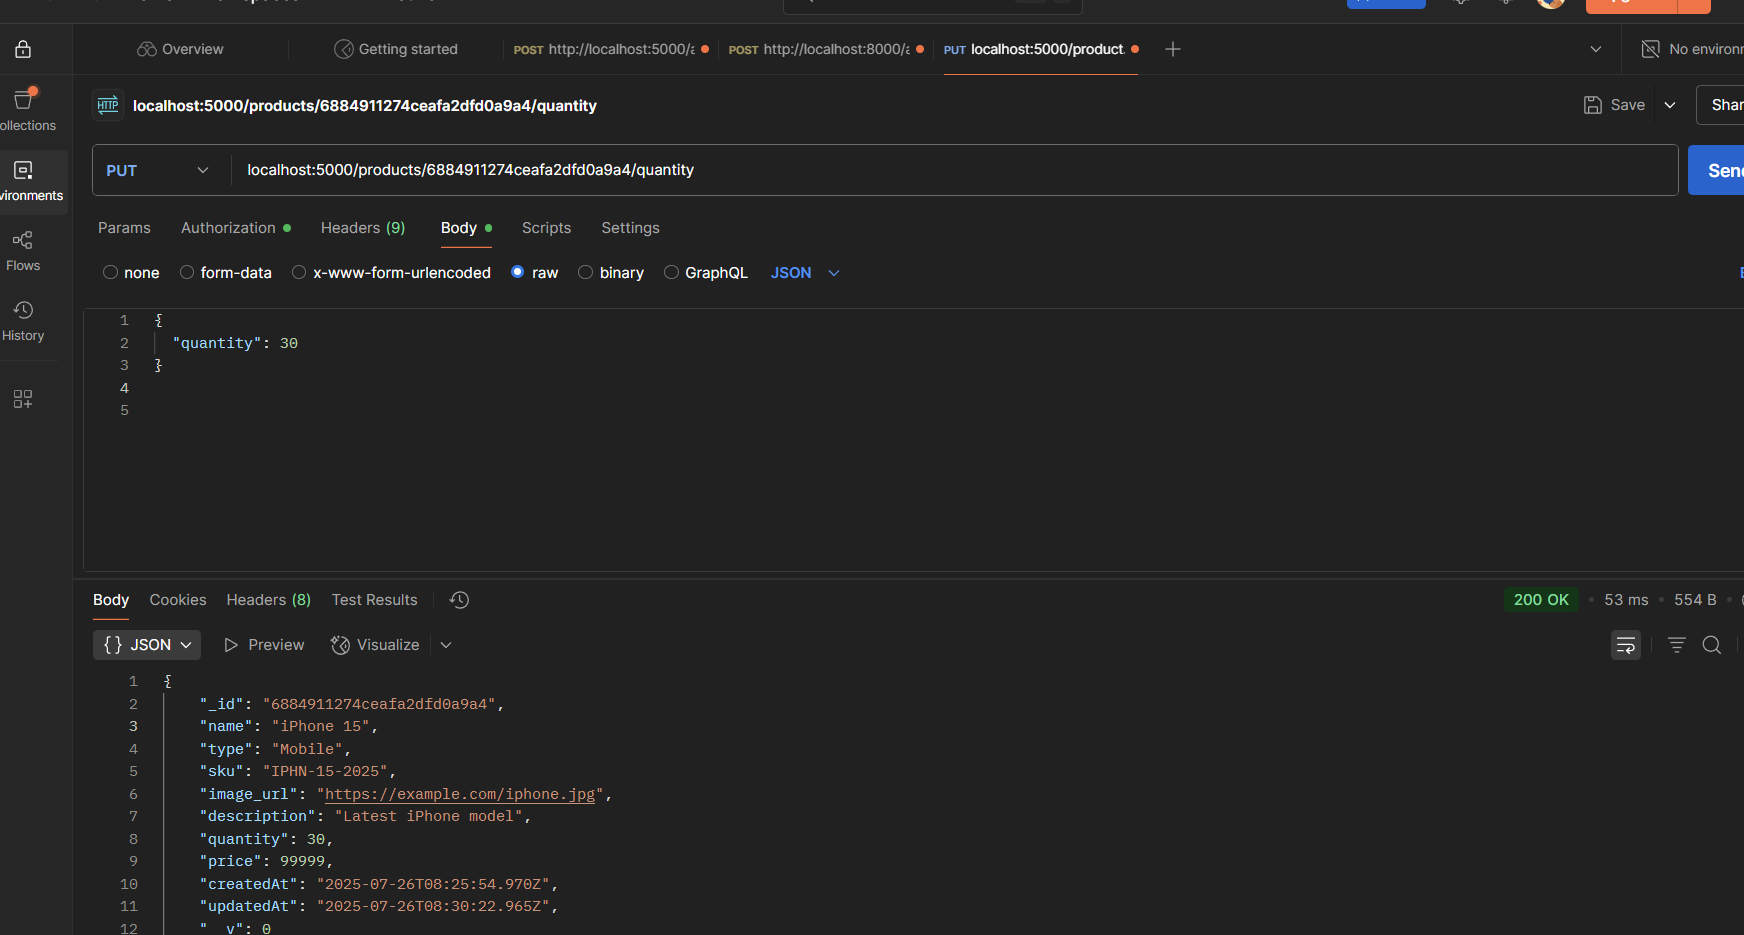 Overview
Getting started
POST http://localhost:5000/a
POST http://localhost:8000/a
PUT localhost:5000/product.
No environm
HTTP localhost:5000/products/6884911274ceafa2dfd0a9a4/quantity
Save
Shar
ollections
PUT
localhost:5000/products/6884911274ceafa2dfd0a9a4/quantity
Send
vironments
Params Authorization Headers (9) Body Scripts Settings
Flows
none form-data x-www-form-urlencoded raw binary GraphQL JSON
History
1 {
2 "quantity": 30
3 }
4
5
Body Cookies Headers (8) Test Results
200 OK • 53 ms • 554 B •
{} JSON Preview Visualize
1 {
2 "_id": "6884911274ceafa2dfd0a9a4",
3 "name": "iPhone 15",
4 "type": "Mobile",
5 "sku": "IPHN-15-2025",
6 "image_url": "https://example.com/iphone.jpg",
7 "description": "Latest iPhone model",
8 "quantity": 30,
9 "price": 99999,
10 "createdAt": "2025-07-26T08:25:54.970Z",
11 "updatedAt": "2025-07-26T08:30:22.965Z",
12 "__v": 0